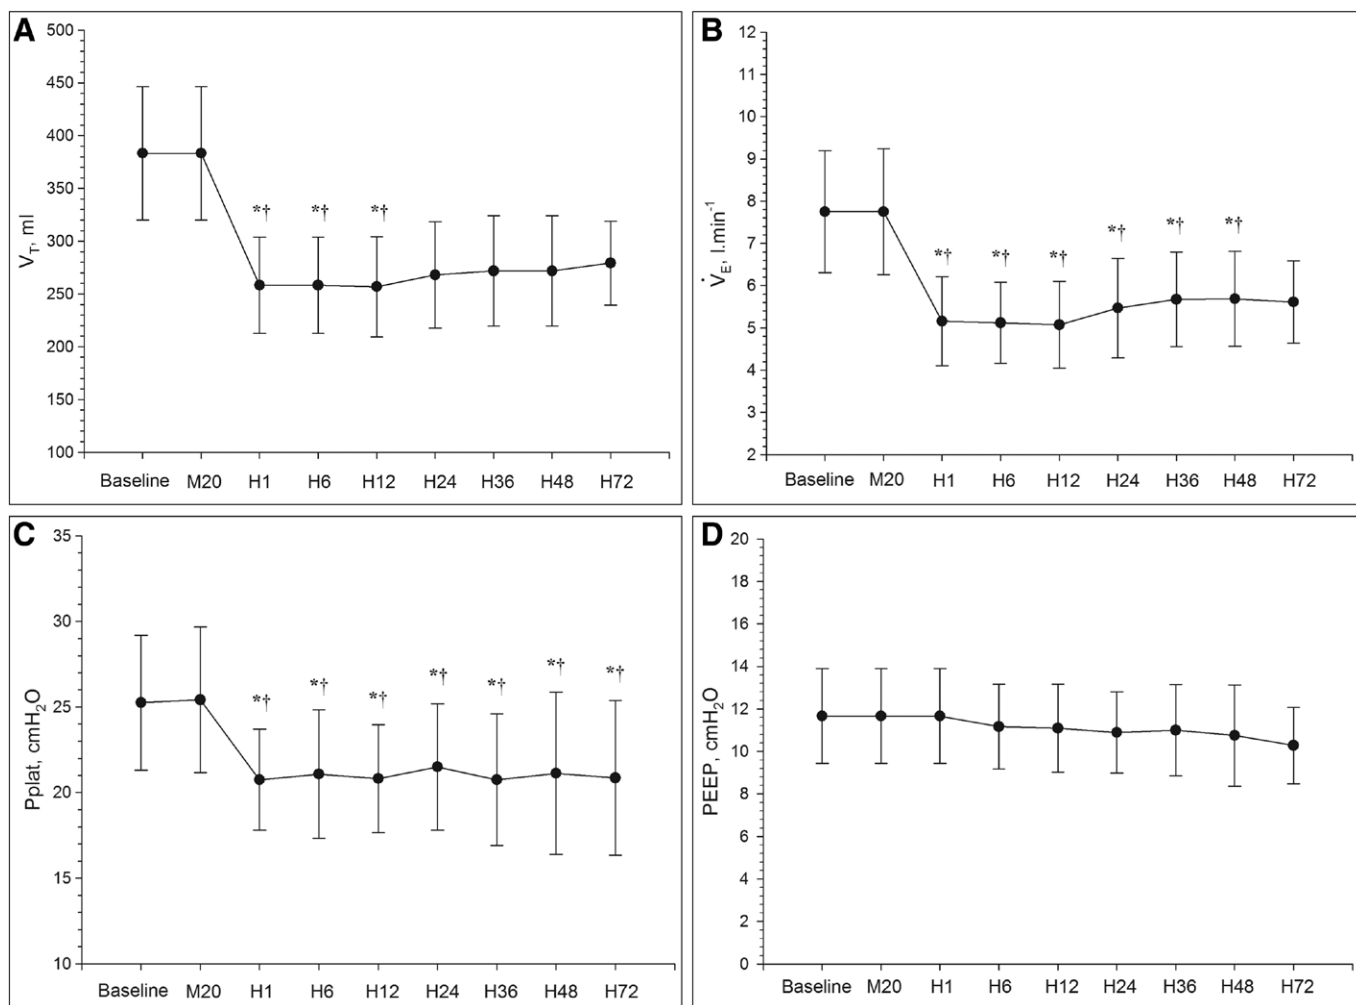 A
500
450
400
350
300
250
200
150
100
V_T, ml
*† *† *†
Baseline M20 H1 H6 H12 H24 H36 H48 H72
B
12
11
10
9
8
7
6
5
4
3
2
V̇_E, l.min⁻¹
*† *† *† *† *† *†
Baseline M20 H1 H6 H12 H24 H36 H48 H72
C
35
30
25
20
15
10
Pplat, cmH₂O
*† *† *† *† *† *† *†
Baseline M20 H1 H6 H12 H24 H36 H48 H72
D
20
18
16
14
12
10
8
6
4
2
0
PEEP, cmH₂O
Baseline M20 H1 H6 H12 H24 H36 H48 H72